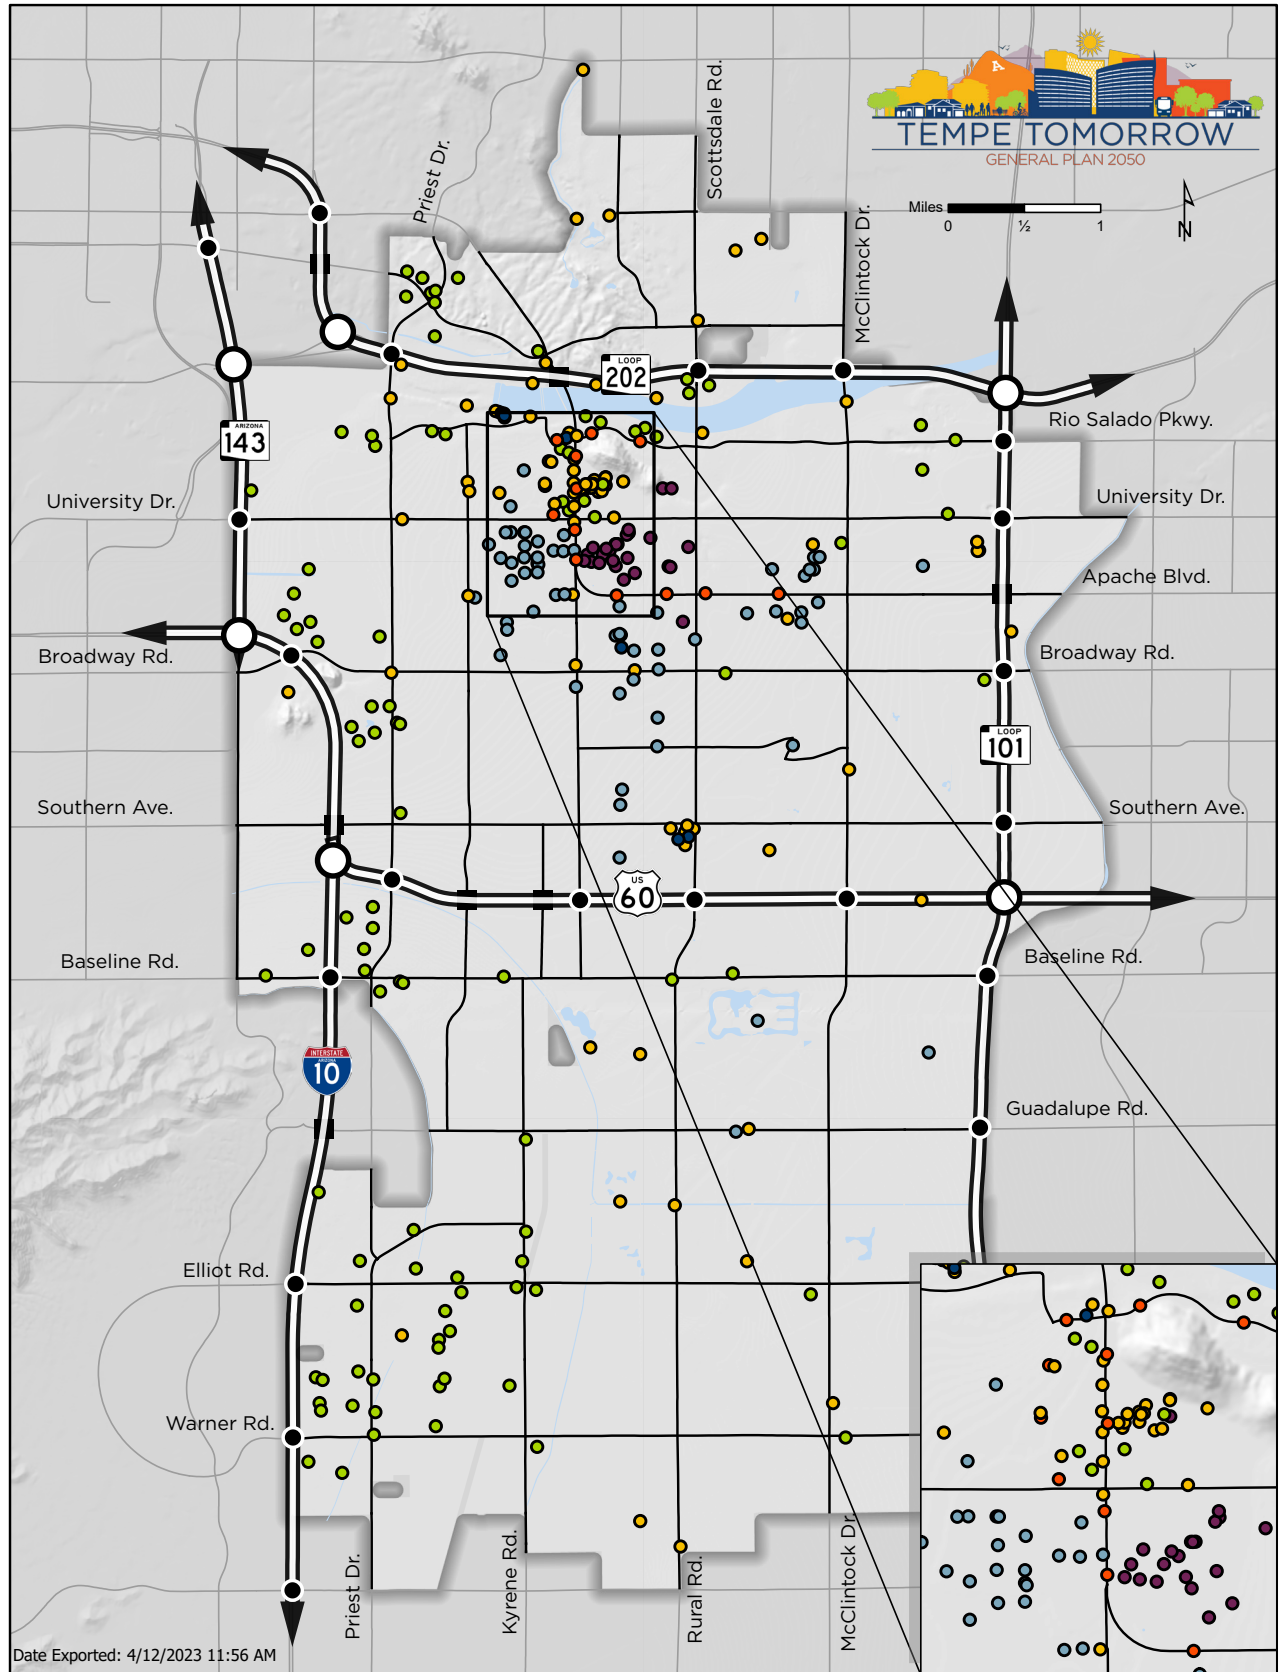 A
TEMPE TOMORROW
GENERAL PLAN 2050
Miles
0 ½ 1
N
Scottsdale Rd.
Priest Dr.
McClintock Dr.
LOOP
202
Rio Salado Pkwy.
ARIZONA
143
University Dr.
University Dr.
Apache Blvd.
Broadway Rd.
Broadway Rd.
LOOP
101
Southern Ave.
Southern Ave.
US
60
Baseline Rd.
Baseline Rd.
INTERSTATE
ARIZONA
10
Guadalupe Rd.
Elliot Rd.
Warner Rd.
Priest Dr.
Kyrene Rd.
Rural Rd.
McClintock Dr.
Date Exported: 4/12/2023 11:56 AM